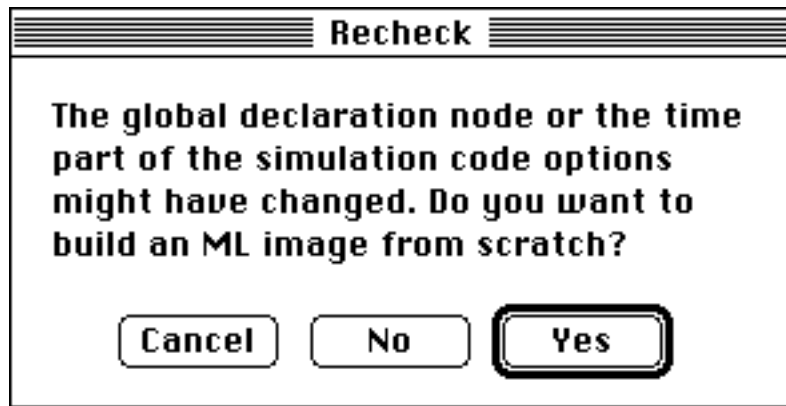 Recheck
The global declaration node or the time
part of the simulation code options
might have changed. Do you want to
build an ML image from scratch?
Cancel No Yes